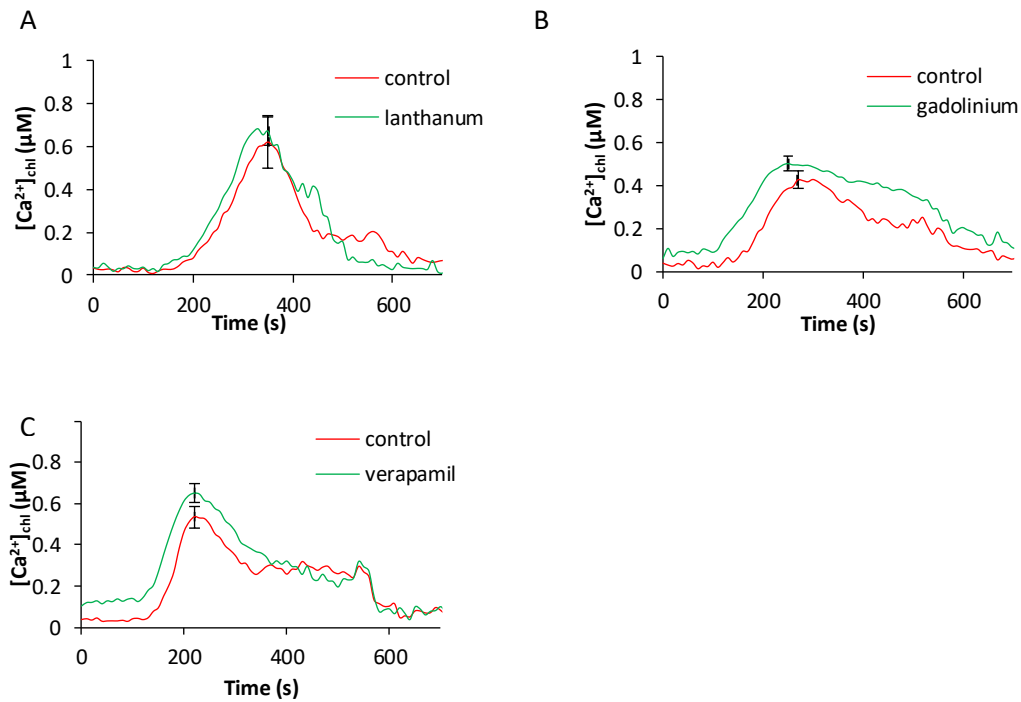 A
[Ca²⁺]chl (µM)
1
0.8
0.6
0.4
0.2
0
0 200 400 600
Time (s)
control
lanthanum
B
[Ca²⁺]chl (µM)
1
0.8
0.6
0.4
0.2
0
0 200 400 600
Time (s)
control
gadolinium
C
[Ca²⁺]chl (µM)
0.8
0.6
0.4
0.2
0
0 200 400 600
Time (s)
control
verapamil